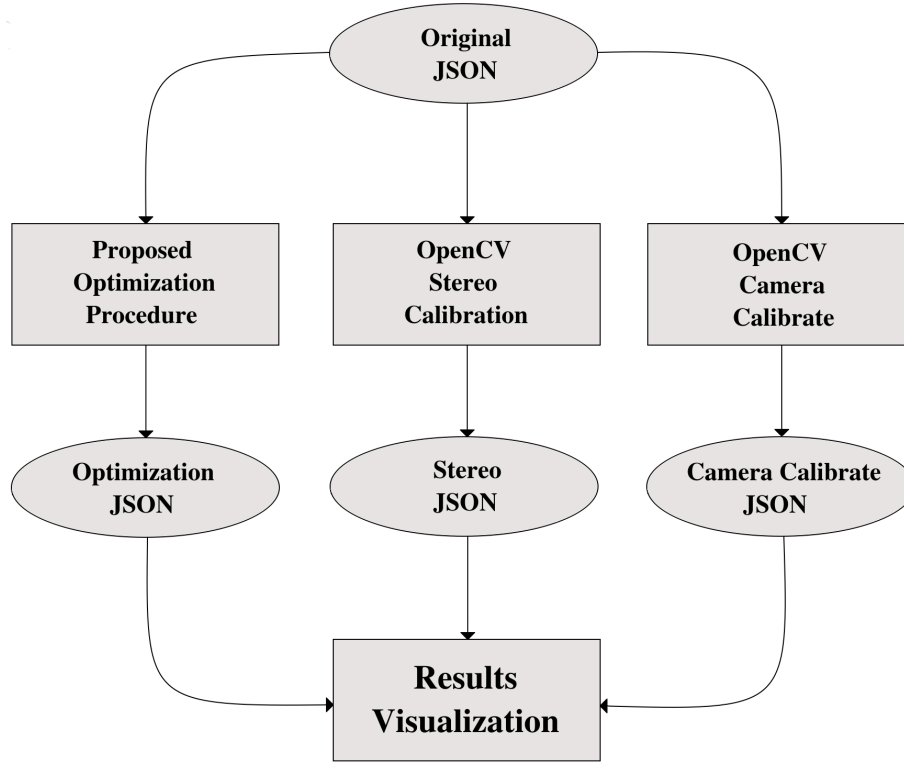 Original
JSON
Proposed
Optimization
Procedure
OpenCV
Stereo
Calibration
OpenCV
Camera
Calibrate
Optimization
JSON
Stereo
JSON
Camera Calibrate
JSON
Results
Visualization